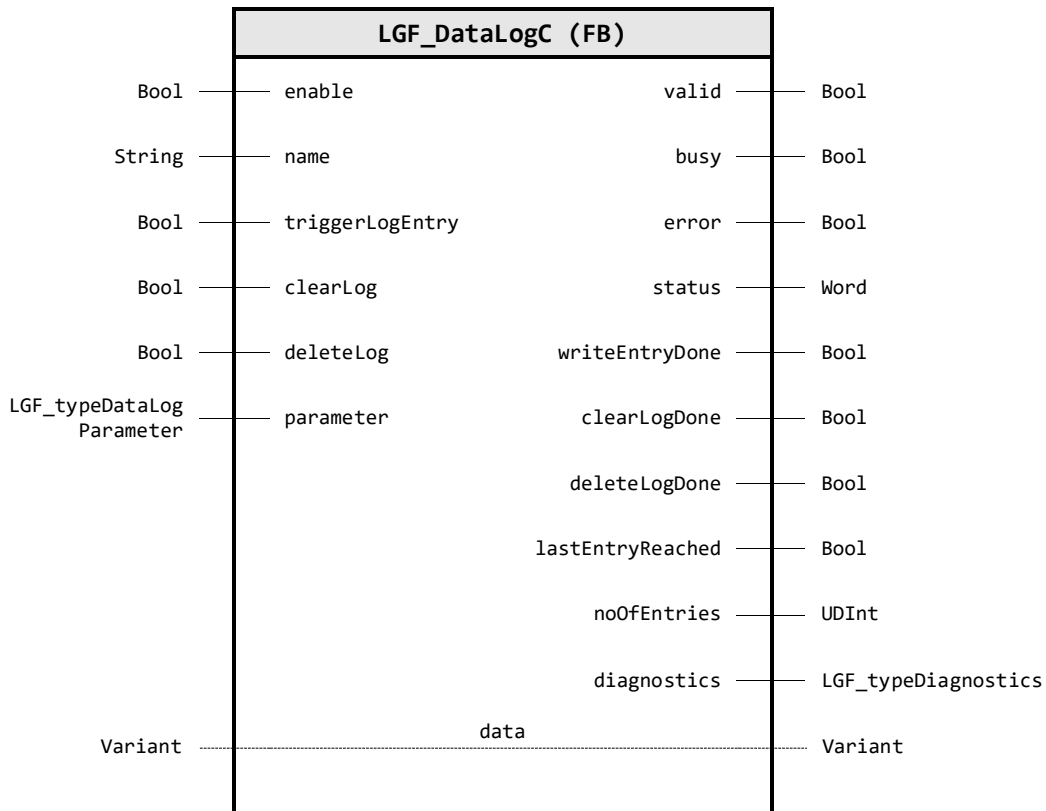 LGF_DataLogC (FB)
Bool enable valid Bool
String name busy Bool
Bool triggerLogEntry error Bool
Bool clearLog status Word
Bool deleteLog writeEntryDone Bool
LGF_typeDataLog
Parameter parameter clearLogDone Bool
deleteLogDone Bool
lastEntryReached Bool
noOfEntries UDInt
diagnostics LGF_typeDiagnostics
Variant data Variant